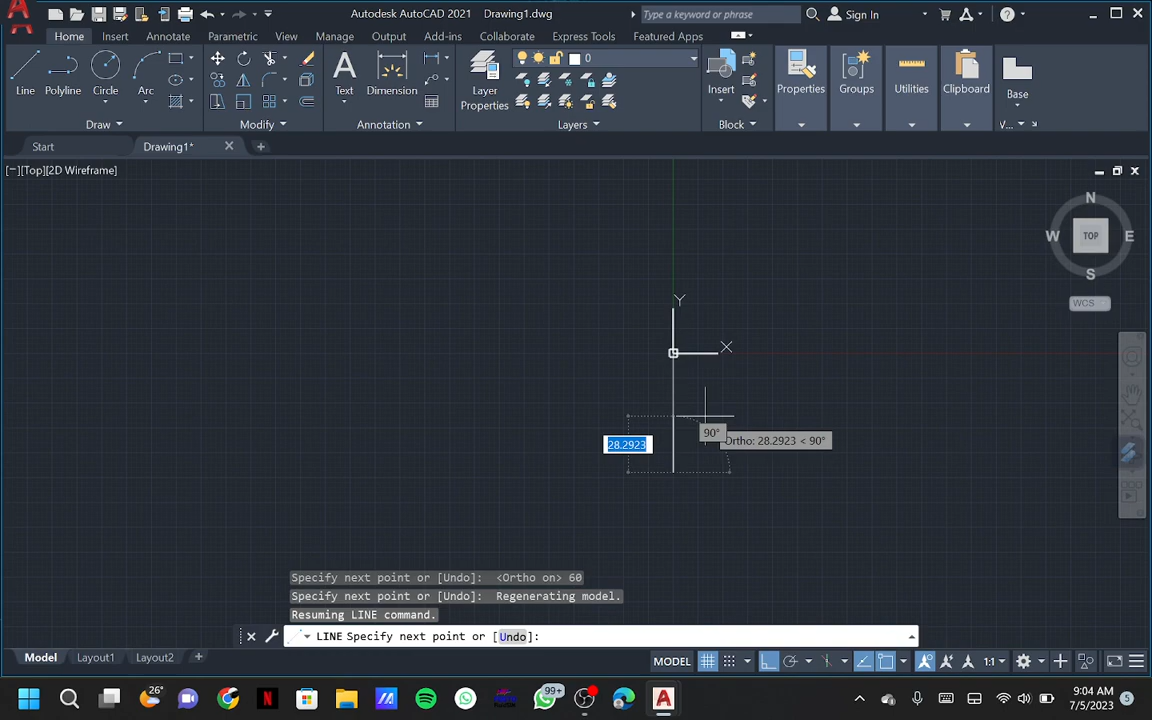 Autodesk AutoCAD 2021 Drawing1.dwg
Type a keyword or phrase
Sign In
Home Insert Annotate Parametric View Manage Output Add-ins Collaborate Express Tools Featured Apps
Line Polyline Circle Arc
Text Dimension
Layer Properties
0
Insert Properties Groups Utilities Clipboard Base
Draw Modify Annotation Layers Block V...
Start Drawing1*
[−][Top][2D Wireframe]
N
W TOP E
S
WCS
Y
X
90°
28.2923
Ortho: 28.2923 < 90°
Specify next point or [Undo]: <Ortho on> 60
Specify next point or [Undo]: Regenerating model.
Resuming LINE command.
LINE Specify next point or [Undo]:
Model Layout1 Layout2
MODEL
1:1
26°
99+
9:04 AM
7/5/2023
5